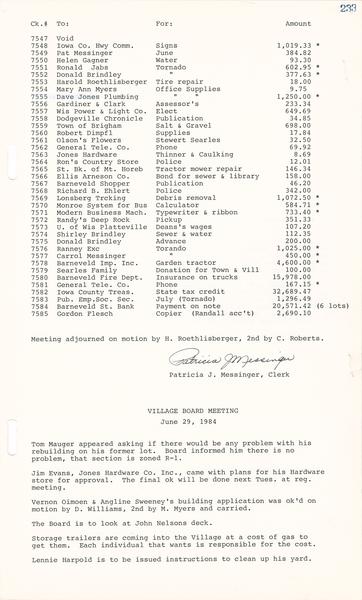 233
Ck.# To: For: Amount
7547 Void
7548 Iowa Co. Hwy Comm. Signs 1,019.33 *
7549 Pat Messinger June 384.82
7550 Helen Gagner Water 93.30
7551 Ronald Jabs Tornado 602.95 *
7552 Donald Brindley " 377.63 *
7553 Harold Roethlisberger Tire repair 18.00
7554 Mary Ann Myers Office Supplies 9.75
7555 Dave Jones Plumbing " " 1,250.00 *
7556 Gardiner & Clark Assessor's 233.34
7557 Wis Power & Light Co. Elect 649.69
7558 Dodgeville Chronicle Publication 34.85
7559 Town of Brigham Salt & Gravel 698.00
7560 Robert Dimpfl Supplies 17.84
7561 Olson's Flowers Stewert Searles 32.50
7562 General Tele. Co. Phone 69.92
7563 Jones Hardware Thinner & Caulking 8.69
7564 Ron's Country Store Police 12.01
7565 St. Bk. of Mt. Horeb Tractor mower repair 146.34
7566 Ellis Arneson Co. Bond for sewer & library 158.00
7567 Barneveld Shopper Publication 46.20
7568 Richard B. Ehlert Police 342.00
7569 Lonsberg Trcking Debris removal 1,072.50 *
7570 Monroe System for Bus Calculator 584.71 *
7571 Modern Business Mach. Typewriter & ribbon 733.40 *
7572 Randy's Deep Rock Pickup 351.33
7573 U. of Wis Platteville Deans's wages 107.20
7574 Shirley Brindley Sewer & water 112.35
7575 Donald Brindley Advance 200.00
7576 Ranney Exc Torando 1,025.00 *
7577 Carrol Messinger " 450.00 *
7578 Barneveld Imp. Inc. Garden tractor 4,600.00 *
7579 Searles Family Donation for Town & Vill 100.00
7580 Barneveld Fire Dept. Insurance on trucks 15,978.00
7581 General Tele. Co. Phone 167.15 *
7582 Iowa County Treas. State tax credit 32,689.47
7583 Pub. Emp.Soc. Sec. July (Tornado) 1,296.49
7584 Barneveld St. Bank Payment on note 20,571.42 (6 lots)
7585 Gordon Flesch Copier (Randall acc't) 2,690.10
Meeting adjourned on motion by H. Roethlisberger, 2nd by C. Roberts.
Patricia J Messinger
Patricia J. Messinger, Clerk
VILLAGE BOARD MEETING
June 29, 1984
Tom Mauger appeared asking if there would be any problem with his
rebuilding on his former lot. Board informed him there is no
problem, that section is zoned R-1.
Jim Evans, Jones Hardware Co. Inc., came with plans for his Hardware
store for approval. The final ok will be done next Tues. at reg.
meeting.
Vernon Oimoen & Angline Sweeney's building application was ok'd on
motion by D. Williams, 2nd by M. Myers and carried.
The Board is to look at John Nelsons deck.
Storage trailers are coming into the Village at a cost of gas to
get them. Each individual that wants is responsible for the cost.
Lennie Harpold is to be issued instructions to clean up his yard.